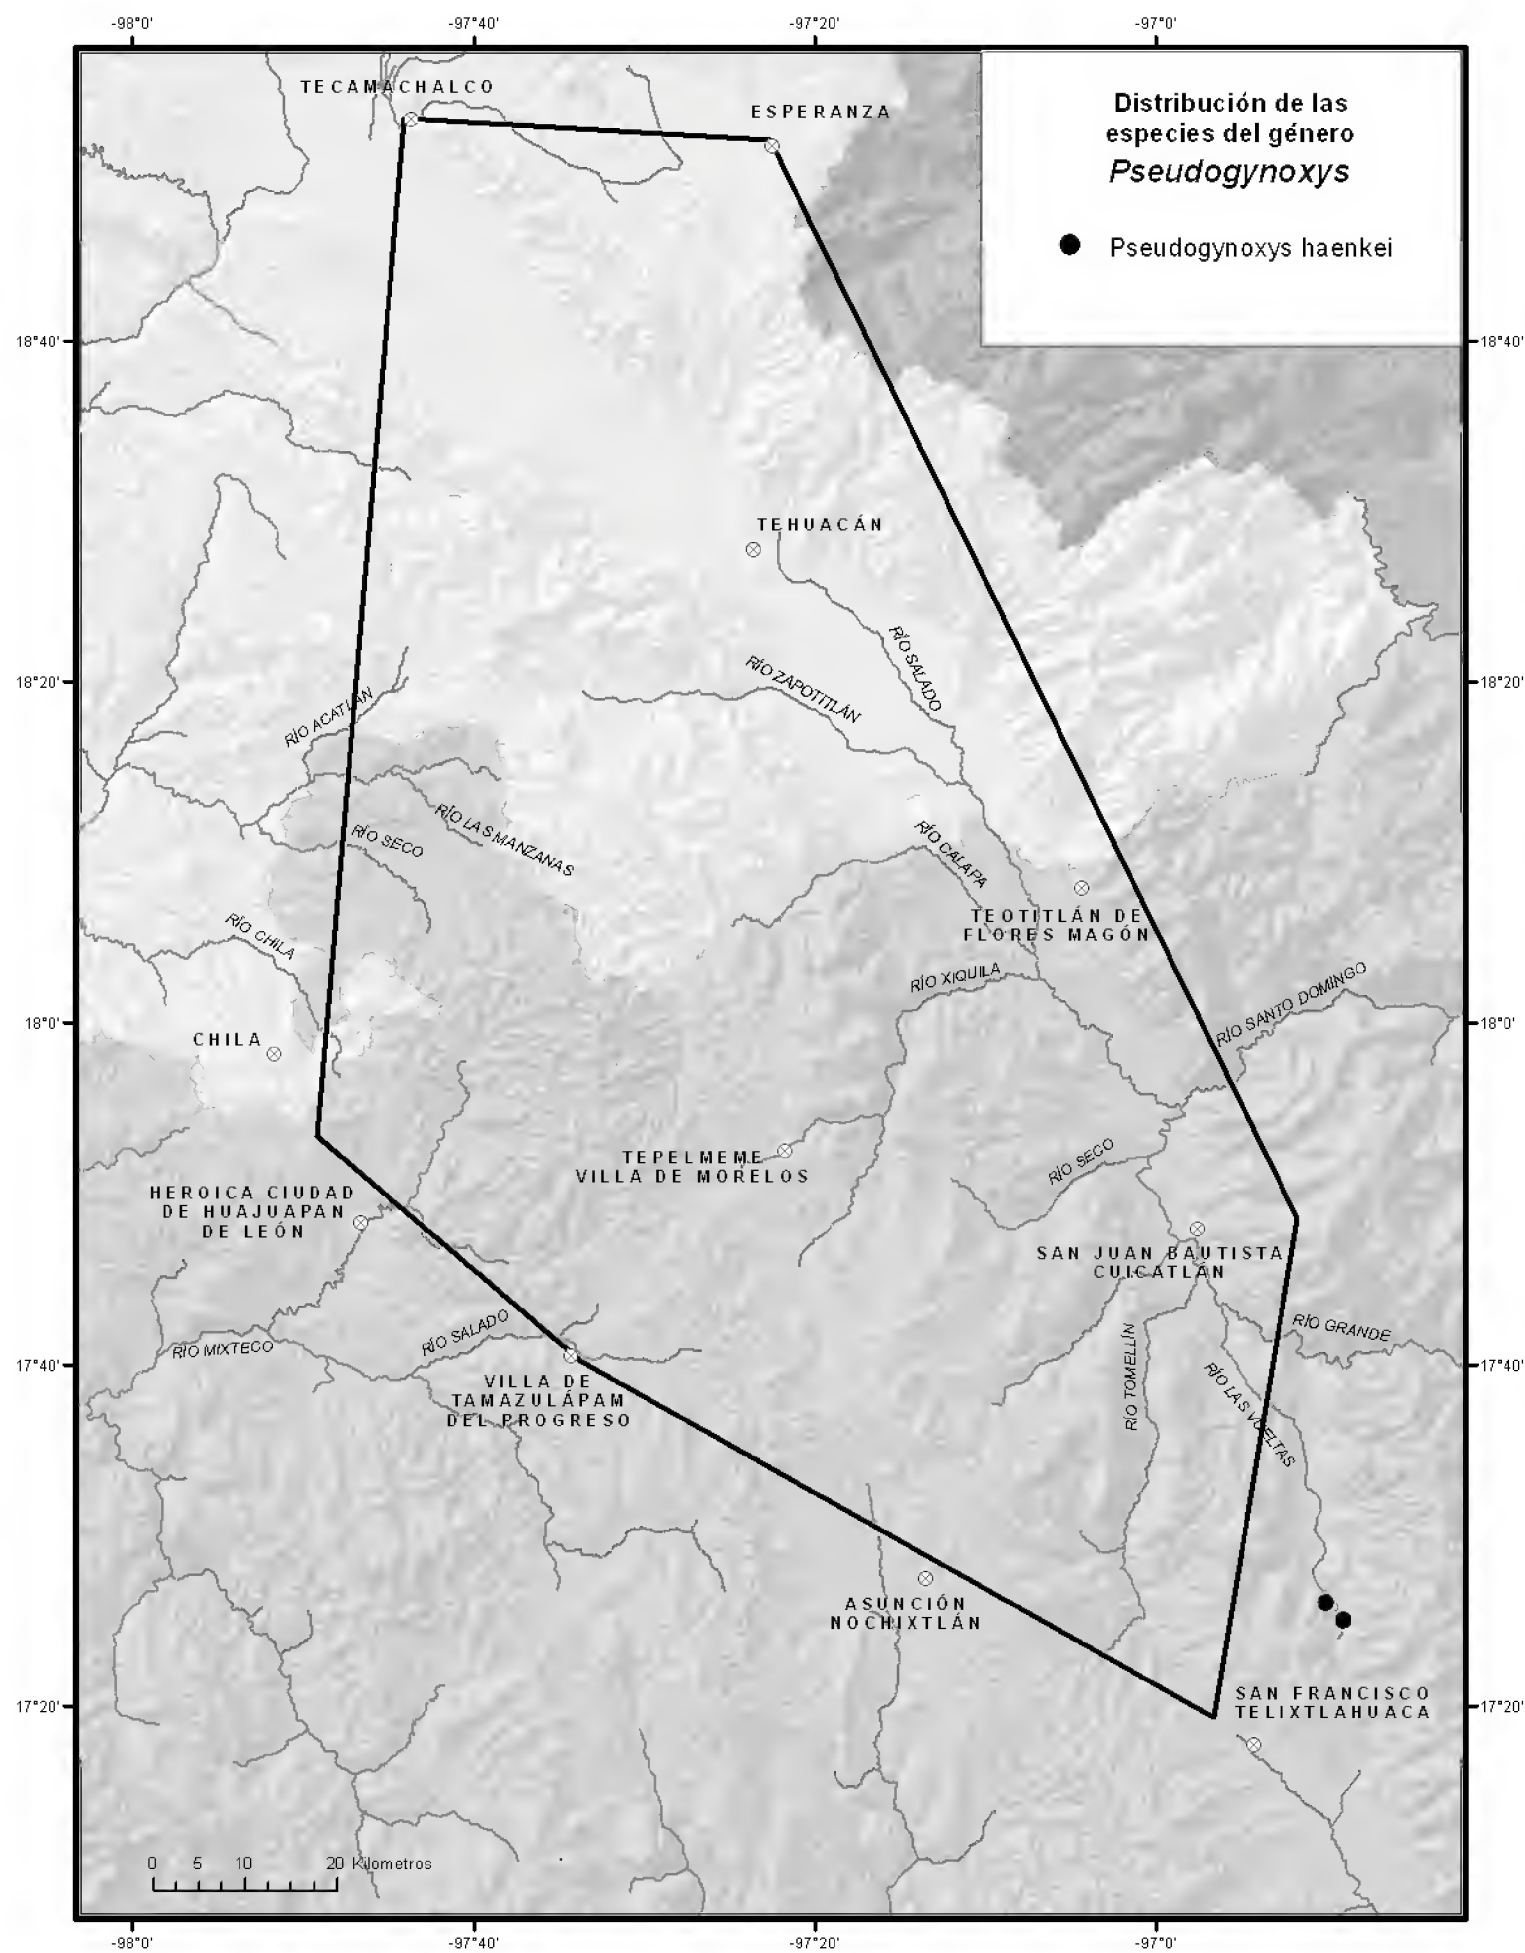 -98°0'
-97°40'
-97°20'
-97°0'
TECAMACHALCO
ESPERANZA
Distribución de las
especies del género
Pseudogynoxys
Pseudogynoxys haenkei
18°40'
18°40'
TEHUACÁN
RÍO SALADO
RÍO ZAPOTITLÁN
18°20'
18°20'
RÍO ACATLÁN
RÍO LAS MANZANAS
RÍO SECO
RÍO CALAPA
TEOTITLÁN DE
FLORES MAGÓN
RÍO CHILA
RÍO XIQUILA
RÍO SANTO DOMINGO
18°0'
18°0'
CHILA
TEPELMEME
VILLA DE MORELOS
RÍO SECO
HEROICA CIUDAD
DE HUAJUAPAN
DE LEÓN
SAN JUAN BAUTISTA
CUICATLÁN
RÍO GRANDE
RÍO SALADO
RÍO MIXTECO
RÍO TOMELLÍN
17°40'
17°40'
RÍO LAS VUELTAS
VILLA DE
TAMAZULÁPAM
DEL PROGRESO
ASUNCIÓN
NOCHIXTLÁN
SAN FRANCISCO
TELIXTLAHUACA
17°20'
17°20'
0 5 10 20 Kilometros
-98°0'
-97°40'
-97°20'
-97°0'